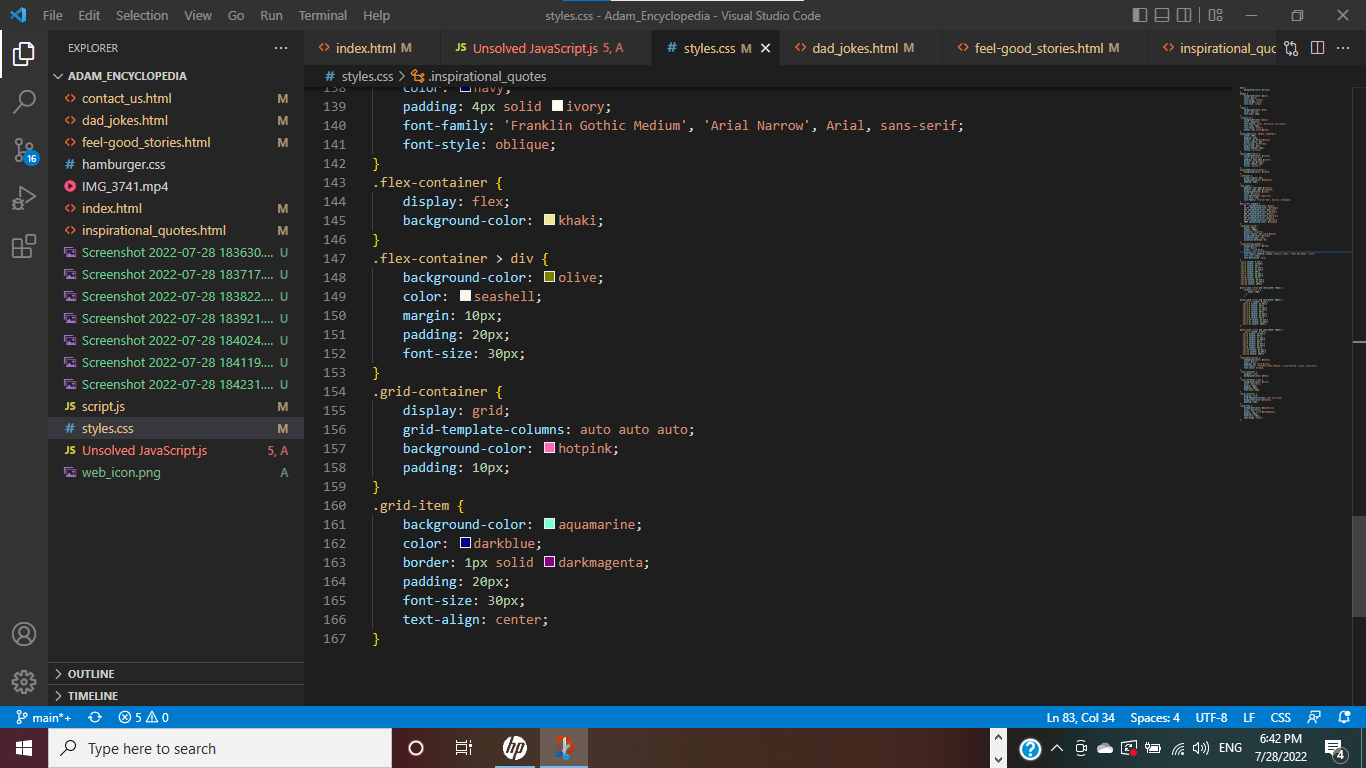 File Edit Selection View Go Run Terminal Help
styles.css - Adam_Encyclopedia - Visual Studio Code
EXPLORER
index.html M
JS Unsolved JavaScript.js 5, A
# styles.css M
dad_jokes.html M
feel-good_stories.html M
inspirational_quo
# styles.css > .inspirational_quotes
ADAM_ENCYCLOPEDIA
contact_us.html M
dad_jokes.html M
feel-good_stories.html M
# hamburger.css
IMG_3741.mp4
index.html M
inspirational_quotes.html M
Screenshot 2022-07-28 183630.... U
Screenshot 2022-07-28 183717.... U
Screenshot 2022-07-28 183822.... U
Screenshot 2022-07-28 183921.... U
Screenshot 2022-07-28 184024.... U
Screenshot 2022-07-28 184119.... U
Screenshot 2022-07-28 184231.... U
JS script.js M
# styles.css M
JS Unsolved JavaScript.js 5, A
web_icon.png A
OUTLINE
TIMELINE
16
138 color: navy;
139 padding: 4px solid ivory;
140 font-family: 'Franklin Gothic Medium', 'Arial Narrow', Arial, sans-serif;
141 font-style: oblique;
142 }
143 .flex-container {
144 display: flex;
145 background-color: khaki;
146 }
147 .flex-container > div {
148 background-color: olive;
149 color: seashell;
150 margin: 10px;
151 padding: 20px;
152 font-size: 30px;
153 }
154 .grid-container {
155 display: grid;
156 grid-template-columns: auto auto auto;
157 background-color: hotpink;
158 padding: 10px;
159 }
160 .grid-item {
161 background-color: aquamarine;
162 color: darkblue;
163 border: 1px solid darkmagenta;
164 padding: 20px;
165 font-size: 30px;
166 text-align: center;
167 }
main*+ 5 0
Ln 83, Col 34 Spaces: 4 UTF-8 LF CSS
Type here to search
hp
?
ENG
6:42 PM
7/28/2022
4